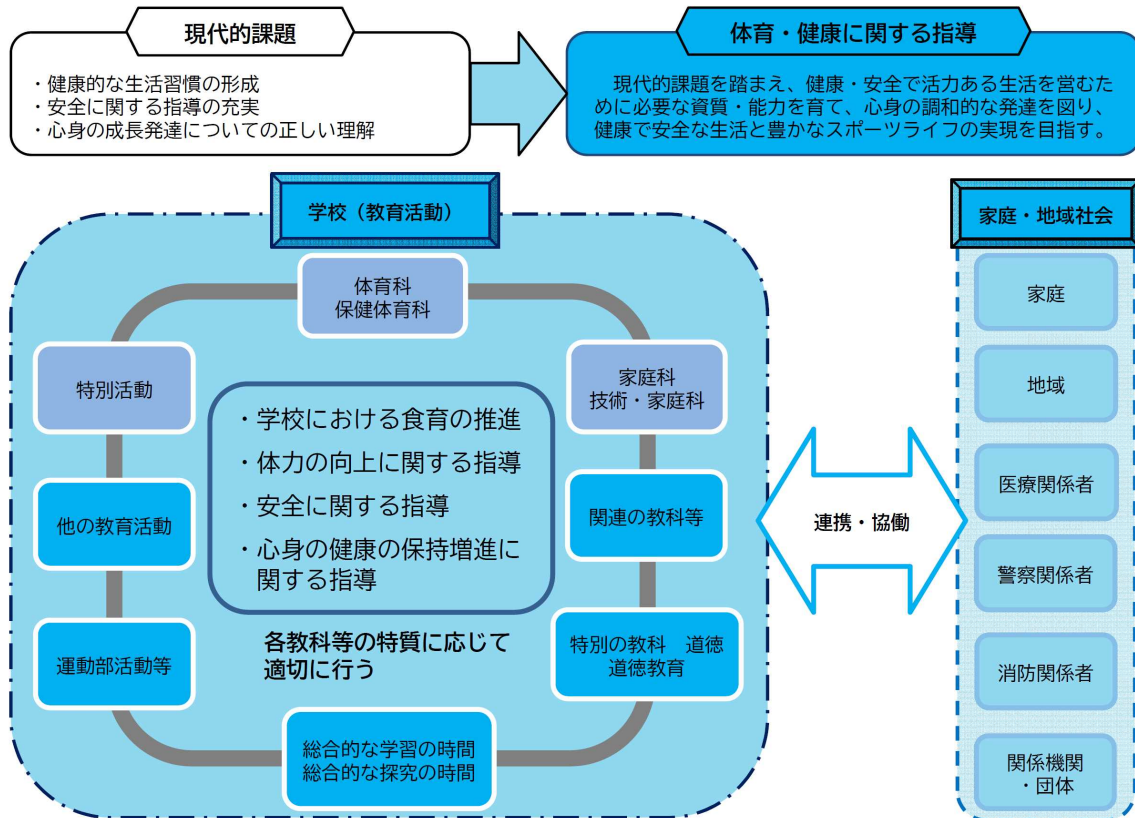 現代的課題
・健康的な生活習慣の形成
・安全に関する指導の充実
・心身の成長発達についての正しい理解
体育・健康に関する指導
現代的課題を踏まえ、健康・安全で活力ある生活を営むた
めに必要な資質・能力を育て、心身の調和的な発達を図り、
健康で安全な生活と豊かなスポーツライフの実現を目指す。
学校（教育活動）
体育科
保健体育科
特別活動
家庭科
技術・家庭科
・学校における食育の推進
・体力の向上に関する指導
・安全に関する指導
・心身の健康の保持増進に
関する指導
他の教育活動
関連の教科等
運動部活動等
各教科等の特質に応じて
適切に行う
特別の教科　道徳
道徳教育
総合的な学習の時間
総合的な探究の時間
連携・協働
家庭・地域社会
家庭
地域
医療関係者
警察関係者
消防関係者
関係機関
・団体